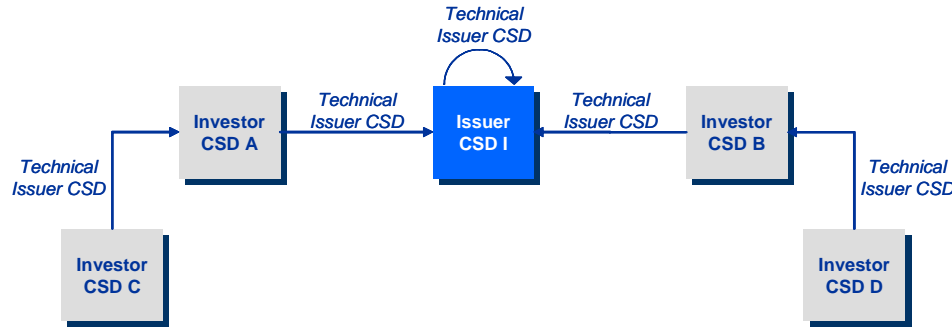 Technical
Issuer CSD
Investor
CSD A
Technical
Issuer CSD
Issuer
CSD I
Technical
Issuer CSD
Investor
CSD B
Technical
Issuer CSD
Technical
Issuer CSD
Investor
CSD C
Investor
CSD D